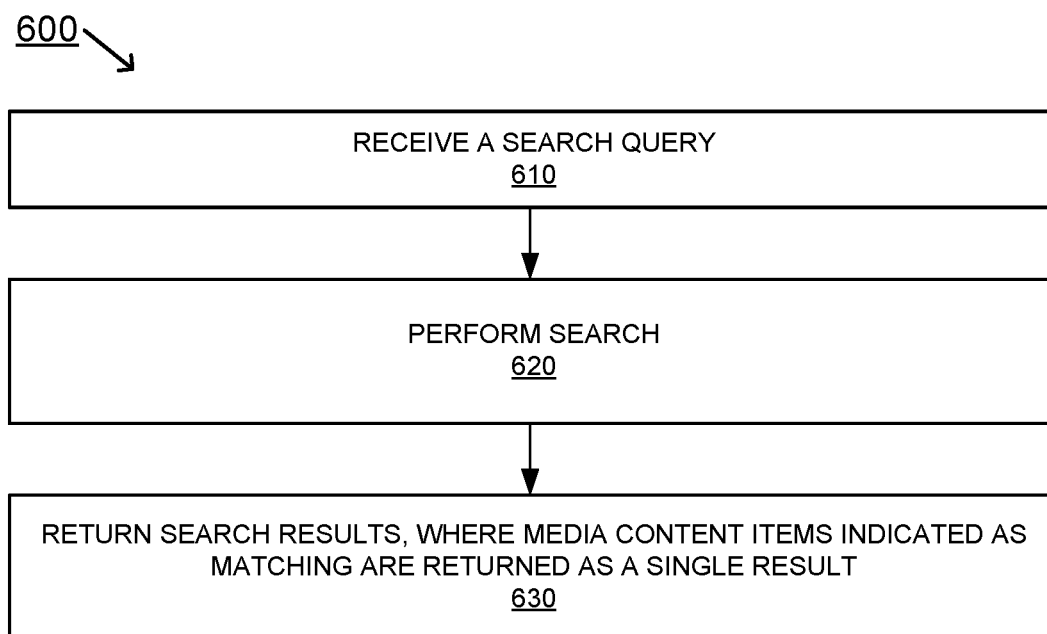 600
RECEIVE A SEARCH QUERY
610
PERFORM SEARCH
620
RETURN SEARCH RESULTS, WHERE MEDIA CONTENT ITEMS INDICATED AS
MATCHING ARE RETURNED AS A SINGLE RESULT
630